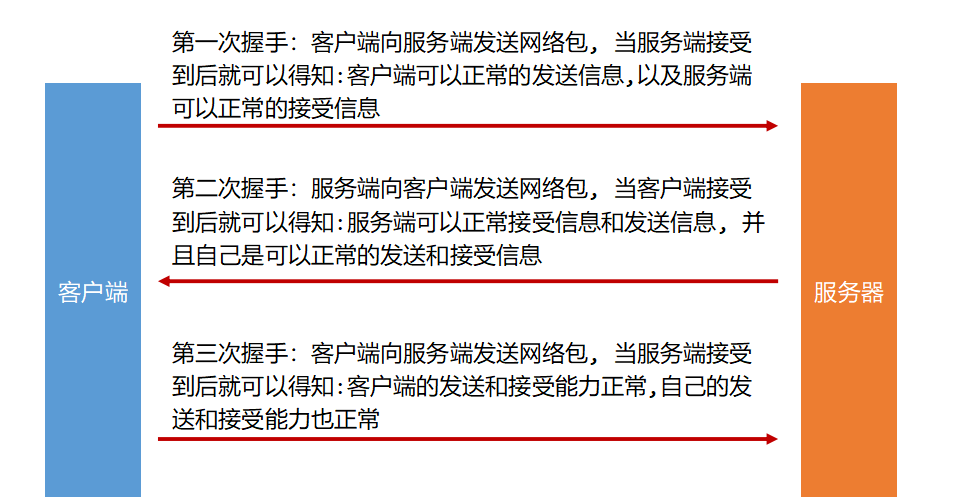 第一次握手：客户端向服务端发送网络包，当服务端接受
到后就可以得知:客户端可以正常的发送信息,以及服务端
可以正常的接受信息
第二次握手：服务端向客户端发送网络包，当客户端接受
到后就可以得知:服务端可以正常接受信息和发送信息，并
且自己是可以正常的发送和接受信息
客户端
服务器
第三次握手：客户端向服务端发送网络包，当服务端接受
到后就可以得知:客户端的发送和接受能力正常,自己的发
送和接受能力也正常